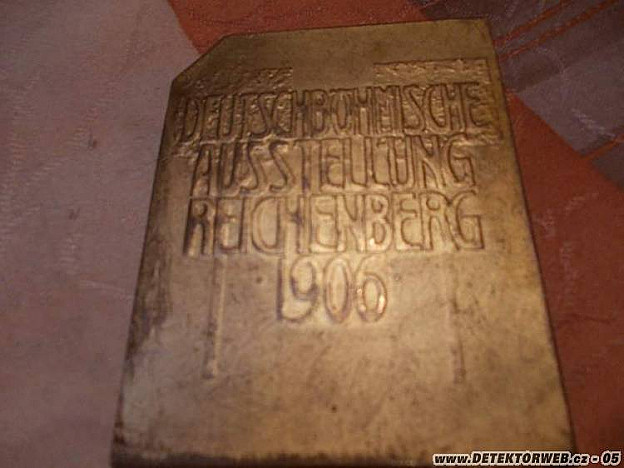 DEUTSCHBÖHMISCHE
AUSSTELLUNG
REICHENBERG
1906
www.DETEKTORWEB.cz - 05